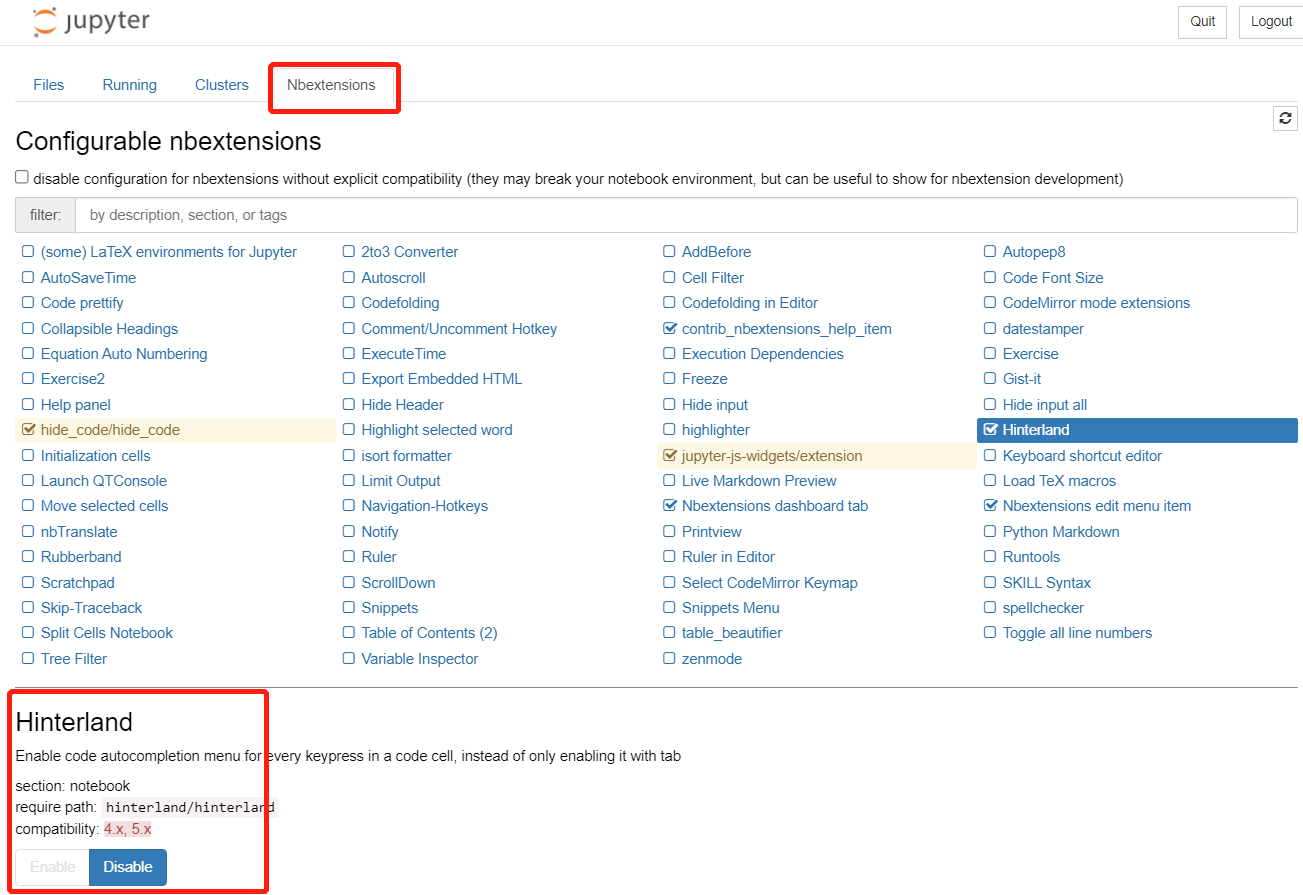 jupyter Quit Logout
Files Running Clusters Nbextensions
Configurable nbextensions
disable configuration for nbextensions without explicit compatibility (they may break your notebook environment, but can be useful to show for nbextension development)
filter: by description, section, or tags
(some) LaTeX environments for Jupyter 2to3 Converter AddBefore Autopep8
AutoSaveTime Autoscroll Cell Filter Code Font Size
Code prettify Codefolding Codefolding in Editor CodeMirror mode extensions
Collapsible Headings Comment/Uncomment Hotkey contrib_nbextensions_help_item datestamper
Equation Auto Numbering ExecuteTime Execution Dependencies Exercise
Exercise2 Export Embedded HTML Freeze Gist-it
Help panel Hide Header Hide input Hide input all
hide_code/hide_code Highlight selected word highlighter Hinterland
Initialization cells isort formatter jupyter-js-widgets/extension Keyboard shortcut editor
Launch QTConsole Limit Output Live Markdown Preview Load TeX macros
Move selected cells Navigation-Hotkeys Nbextensions dashboard tab Nbextensions edit menu item
nbTranslate Notify Printview Python Markdown
Rubberband Ruler Ruler in Editor Runtools
Scratchpad ScrollDown Select CodeMirror Keymap SKILL Syntax
Skip-Traceback Snippets Snippets Menu spellchecker
Split Cells Notebook Table of Contents (2) table_beautifier Toggle all line numbers
Tree Filter Variable Inspector zenmode
Hinterland
Enable code autocompletion menu for every keypress in a code cell, instead of only enabling it with tab
section: notebook
require path: hinterland/hinterland
compatibility: 4.x, 5.x
Enable Disable